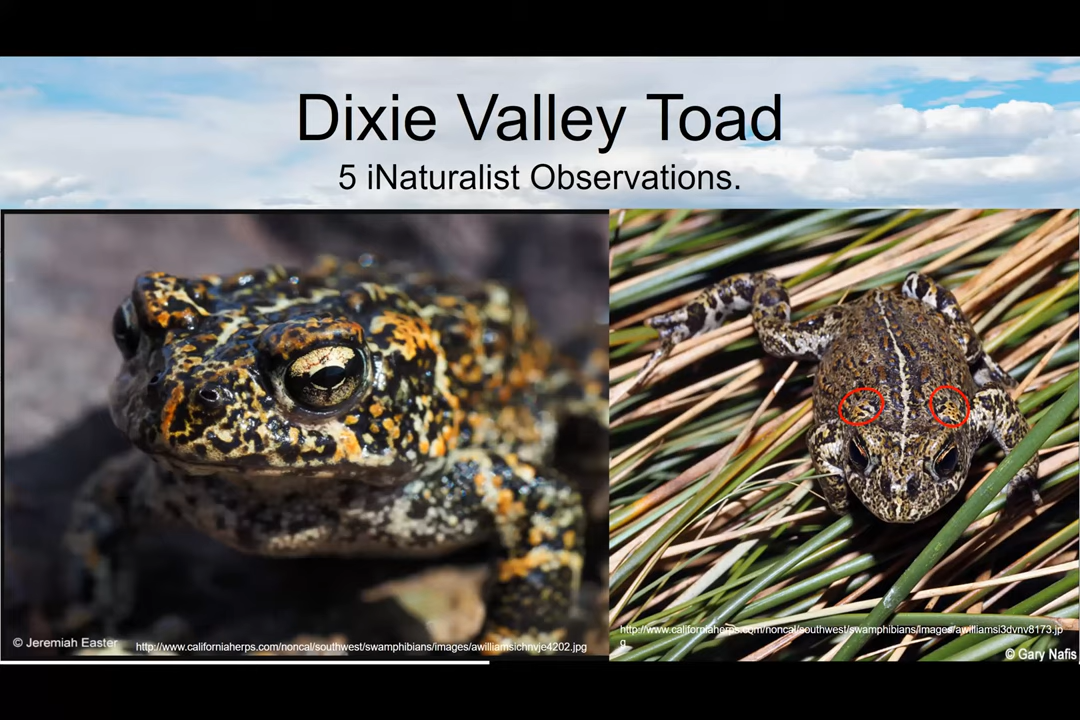 Dixie Valley Toad
5 iNaturalist Observations.
© Jeremiah Easter
http://www.californiaherps.com/noncal/southwest/swamphibians/images/awilliamsichnvje4202.jpg
http://www.californiaherps.com/noncal/southwest/swamphibians/images/awilliamsi3dvnv8173.jp
g
© Gary Nafis